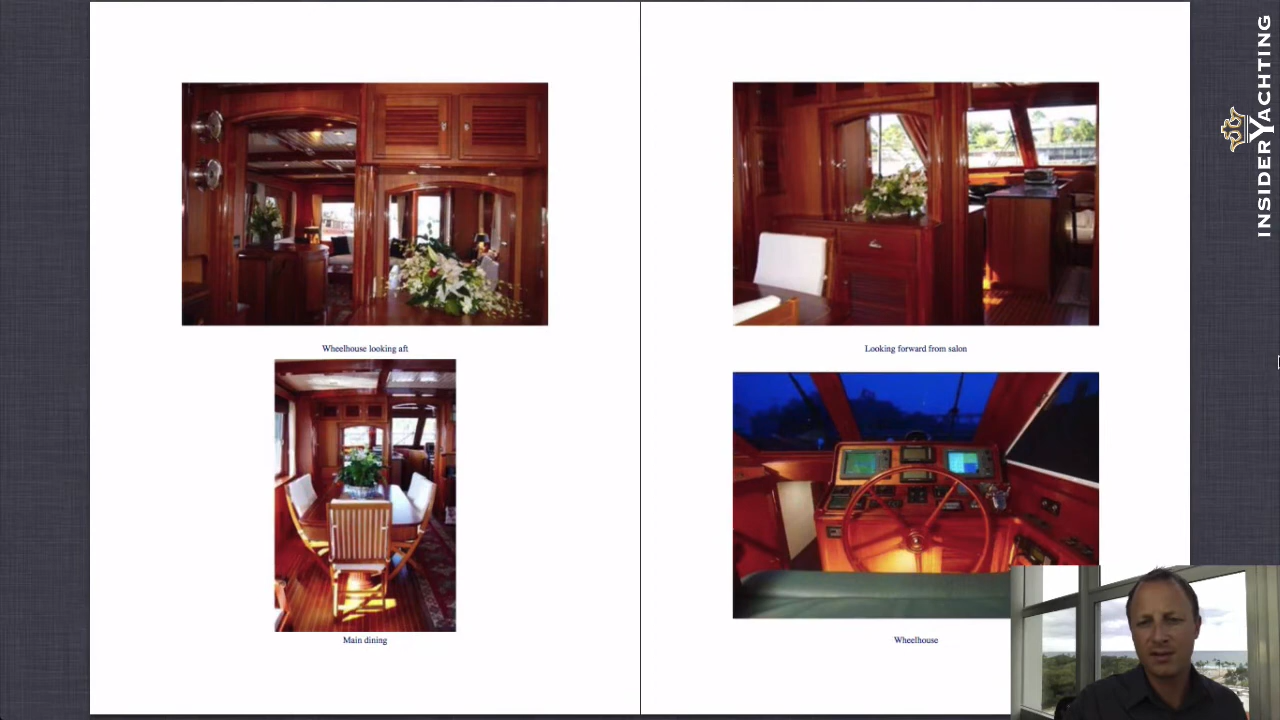 INSIDER YACHTING
Wheelhouse looking aft
Looking forward from salon
Main dining
Wheelhouse